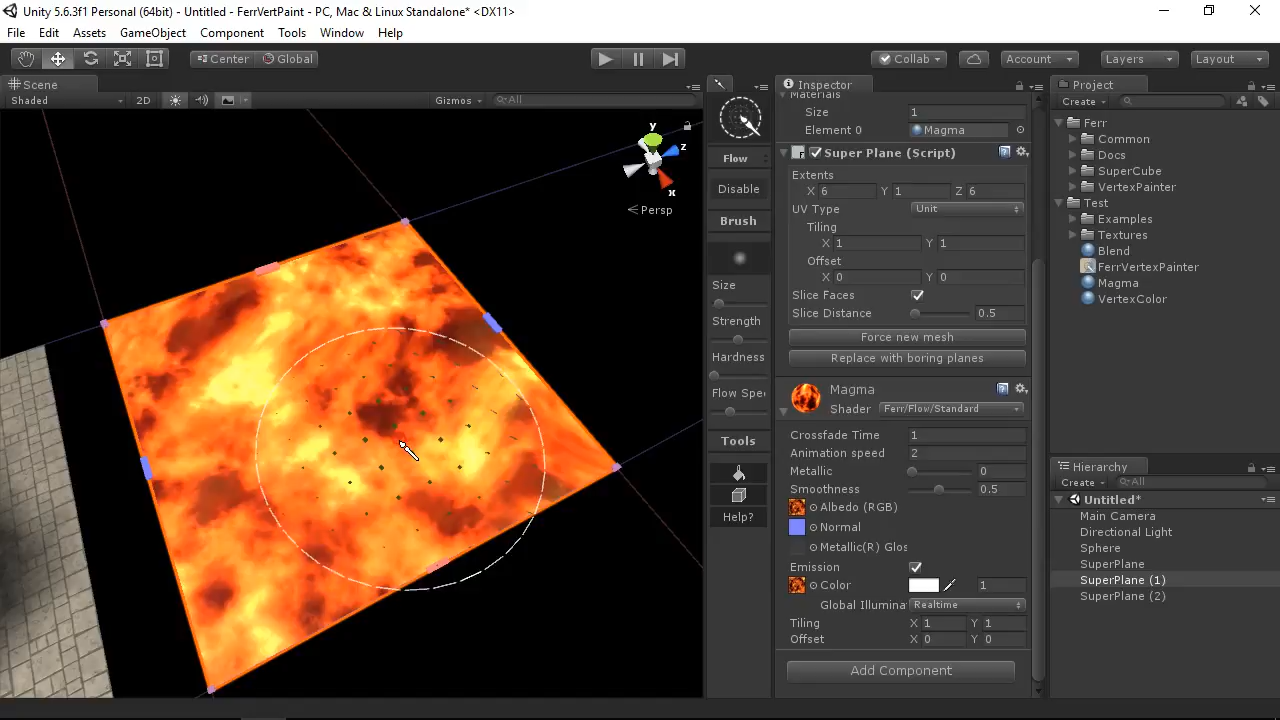 Unity 5.6.3f1 Personal (64bit) - Untitled - FerrVertPaint - PC, Mac & Linux Standalone* <DX11>
File Edit Assets GameObject Component Tools Window Help
Center Global Collab Account Layers Layout
Scene Inspector Project
Shaded 2D Gizmos All Create
Materials
Size 1
Element 0 Magma
Super Plane (Script)
Extents
X 6 Y 1 Z 6
UV Type Unit
Tiling
X 1 Y 1
Offset
X 0 Y 0
Slice Faces
Slice Distance 0.5
Force new mesh
Replace with boring planes
Magma
Shader Ferr/Flow/Standard
Crossfade Time 1
Animation speed 2
Metallic 0
Smoothness 0.5
Albedo (RGB)
Normal
Metallic(R) Glos
Emission
Color 1
Global Illumina Realtime
Tiling X 1 Y 1
Offset X 0 Y 0
Add Component
y
z
x
Persp
Flow
Disable
Brush
Size
Strength
Hardness
Flow Spe
Tools
Help?
Ferr
Common
Docs
SuperCube
VertexPainter
Test
Examples
Textures
Blend
FerrVertexPainter
Magma
VertexColor
Hierarchy
Create All
Untitled*
Main Camera
Directional Light
Sphere
SuperPlane
SuperPlane (1)
SuperPlane (2)